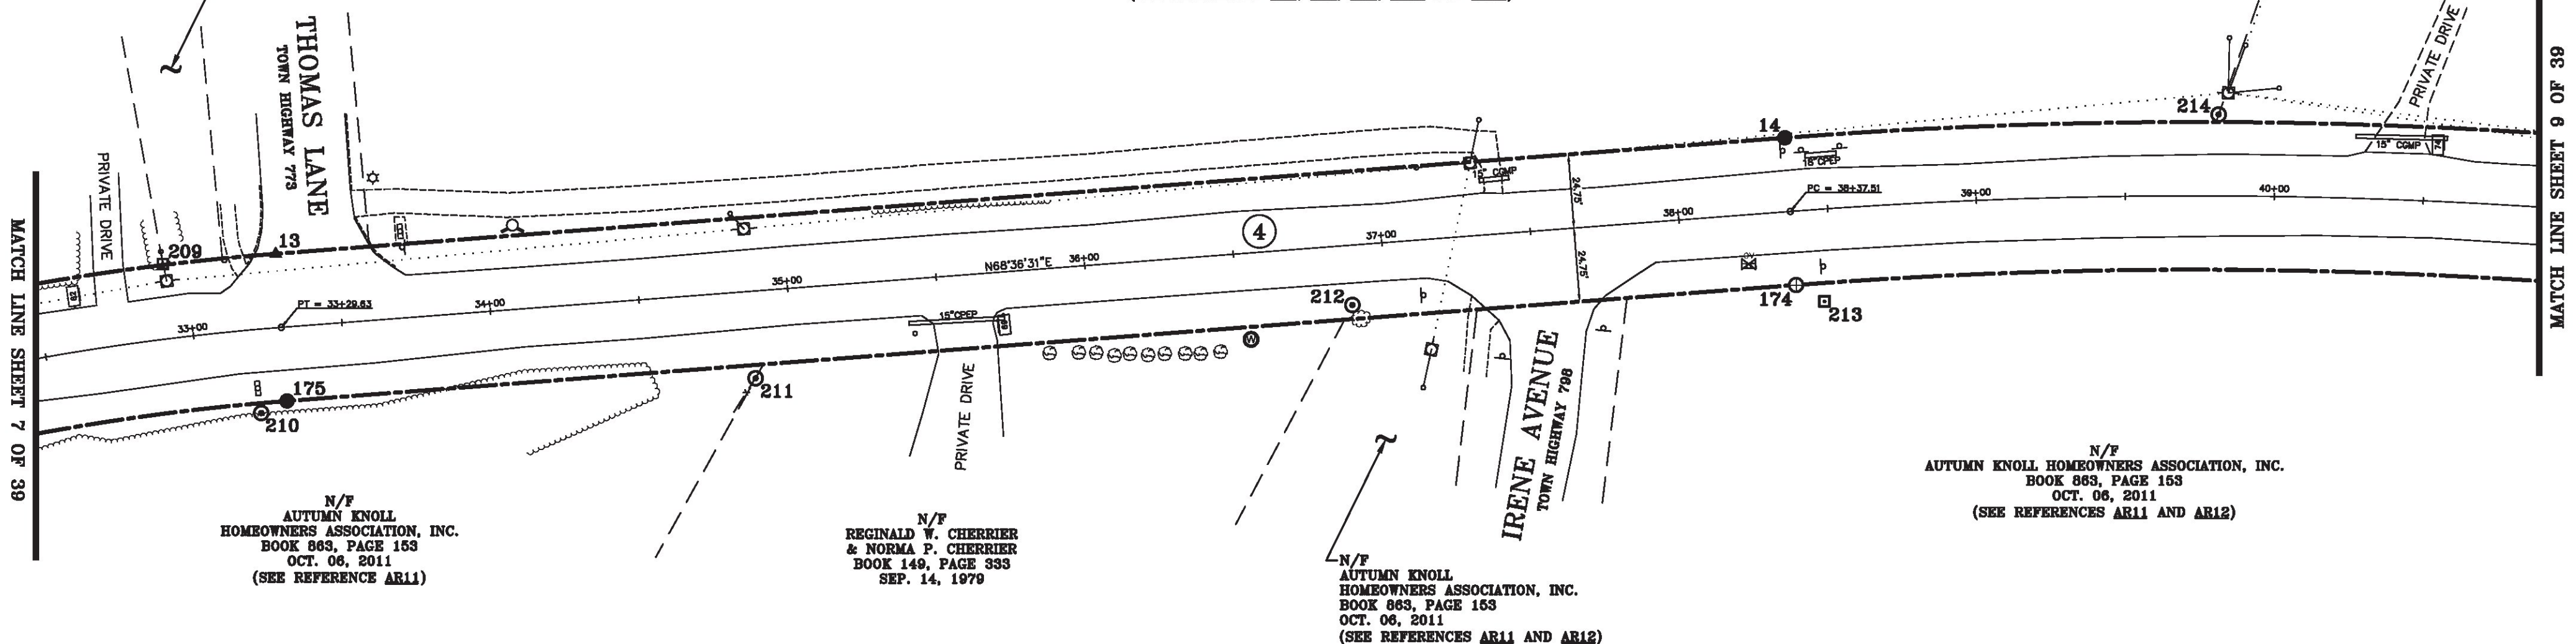 THOMAS LANE
TOWN HIGHWAY 773
PRIVATE DRIVE
MATCH LINE SHEET 7 OF 39
MATCH LINE SHEET 9 OF 39
PRIVATE DRIVE
209
13
62
PT = 33+29.63
33+00
34+00
35+00
N68°36'31"E
36+00
4
37+00
38+00
39+00
40+00
15" CGMP
24.75'
24.75'
14
PC = 38+37.51
214
15" CGMP
74
175
210
211
15"CPEP
69
PRIVATE DRIVE
212
174
213
IRENE AVENUE
TOWN HIGHWAY 798
N/F
AUTUMN KNOLL
HOMEOWNERS ASSOCIATION, INC.
BOOK 863, PAGE 153
OCT. 06, 2011
(SEE REFERENCE AR11)
N/F
REGINALD W. CHERRIER
& NORMA P. CHERRIER
BOOK 149, PAGE 333
SEP. 14, 1979
N/F
AUTUMN KNOLL
HOMEOWNERS ASSOCIATION, INC.
BOOK 863, PAGE 153
OCT. 06, 2011
(SEE REFERENCES AR11 AND AR12)
N/F
AUTUMN KNOLL HOMEOWNERS ASSOCIATION, INC.
BOOK 863, PAGE 153
OCT. 06, 2011
(SEE REFERENCES AR11 AND AR12)